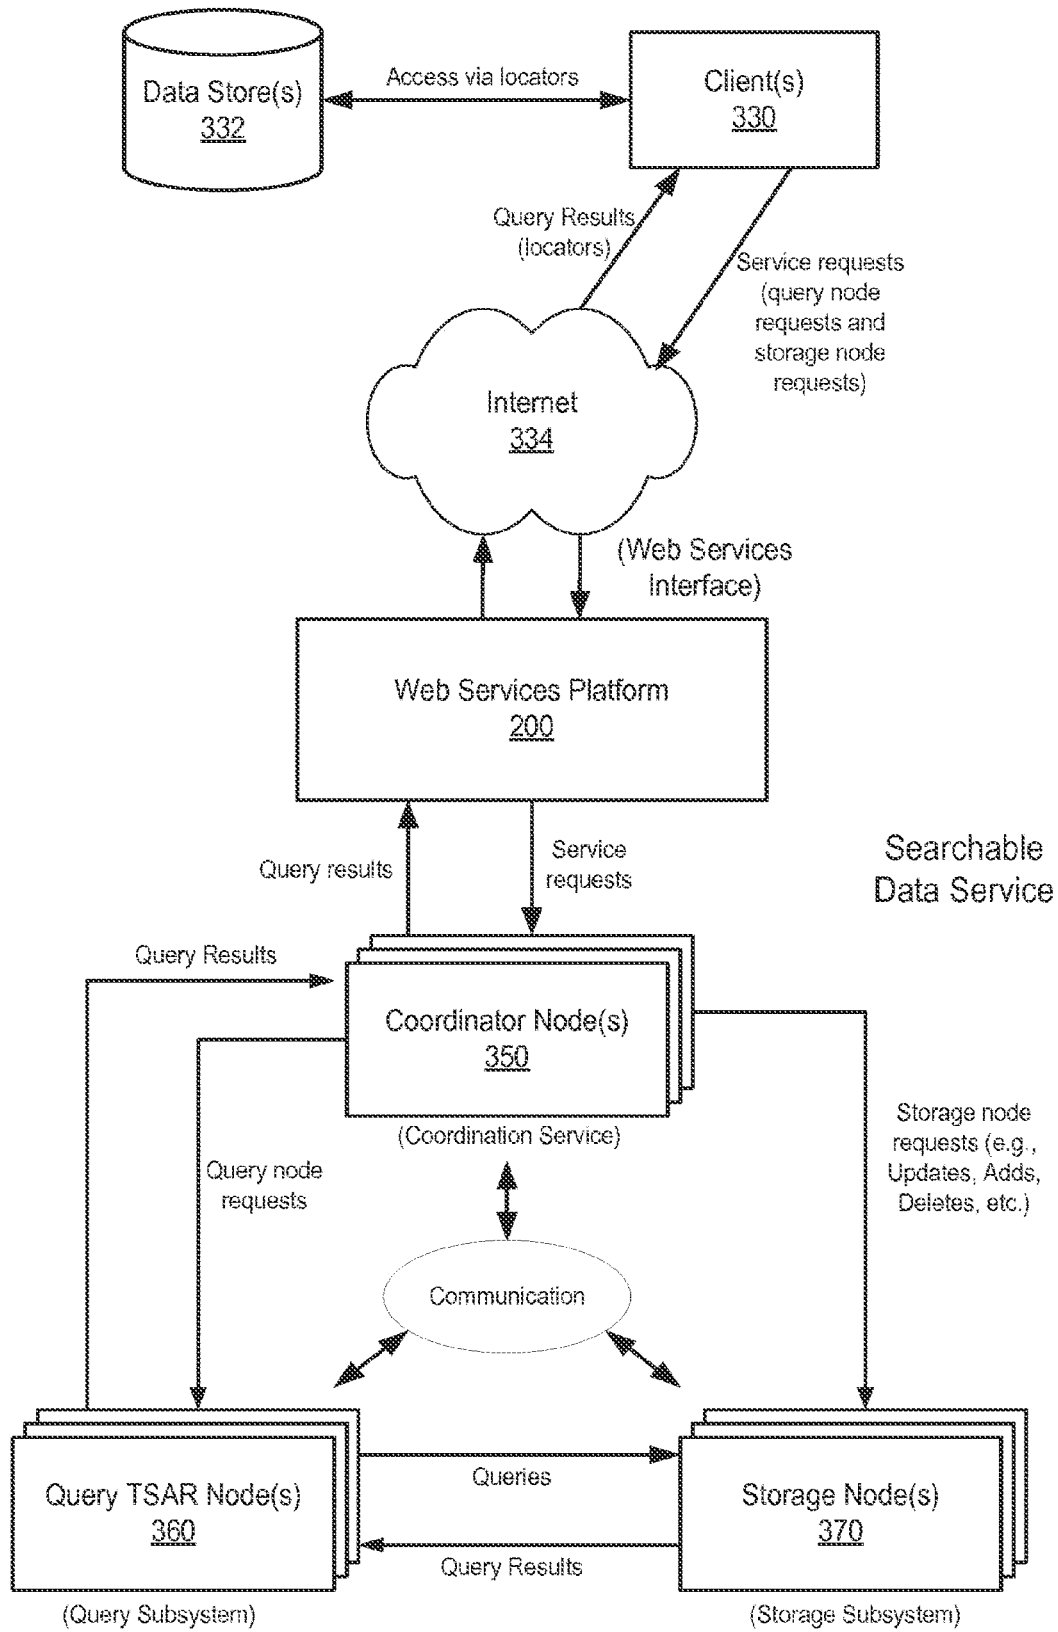 Data Store(s)
332
Access via locators
Client(s)
330
Query Results
(locators)
Service requests
(query node
requests and
storage node
requests)
Internet
334
(Web Services
Interface)
Web Services Platform
200
Query results
Service
requests
Searchable
Data Service
Query Results
Coordinator Node(s)
350
(Coordination Service)
Query node
requests
Storage node
requests (e.g.,
Updates, Adds,
Deletes, etc.)
Communication
Query TSAR Node(s)
360
(Query Subsystem)
Queries
Query Results
Storage Node(s)
370
(Storage Subsystem)